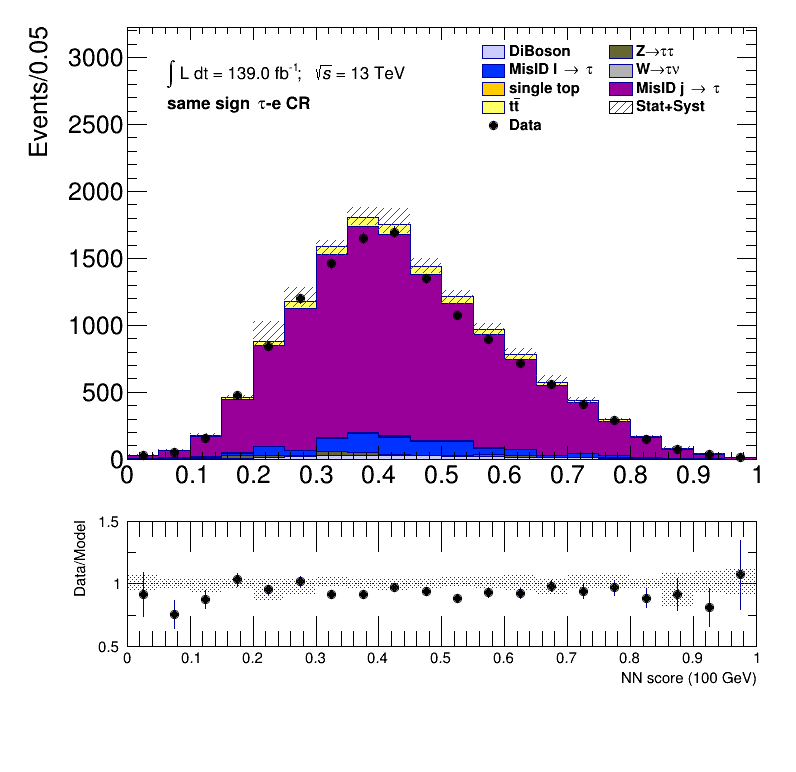 Events/0.05
3000
2500
2000
1500
1000
500
0
∫ L dt = 139.0 fb⁻¹; √s = 13 TeV
same sign τ-e CR
DiBoson
MisID l → τ
single top
tt̄
Data
Z→ττ
W→τν
MisID j → τ
Stat+Syst
0 0.1 0.2 0.3 0.4 0.5 0.6 0.7 0.8 0.9 1
Data/Model
1.5
1
0.5
0 0.1 0.2 0.3 0.4 0.5 0.6 0.7 0.8 0.9 1
NN score (100 GeV)